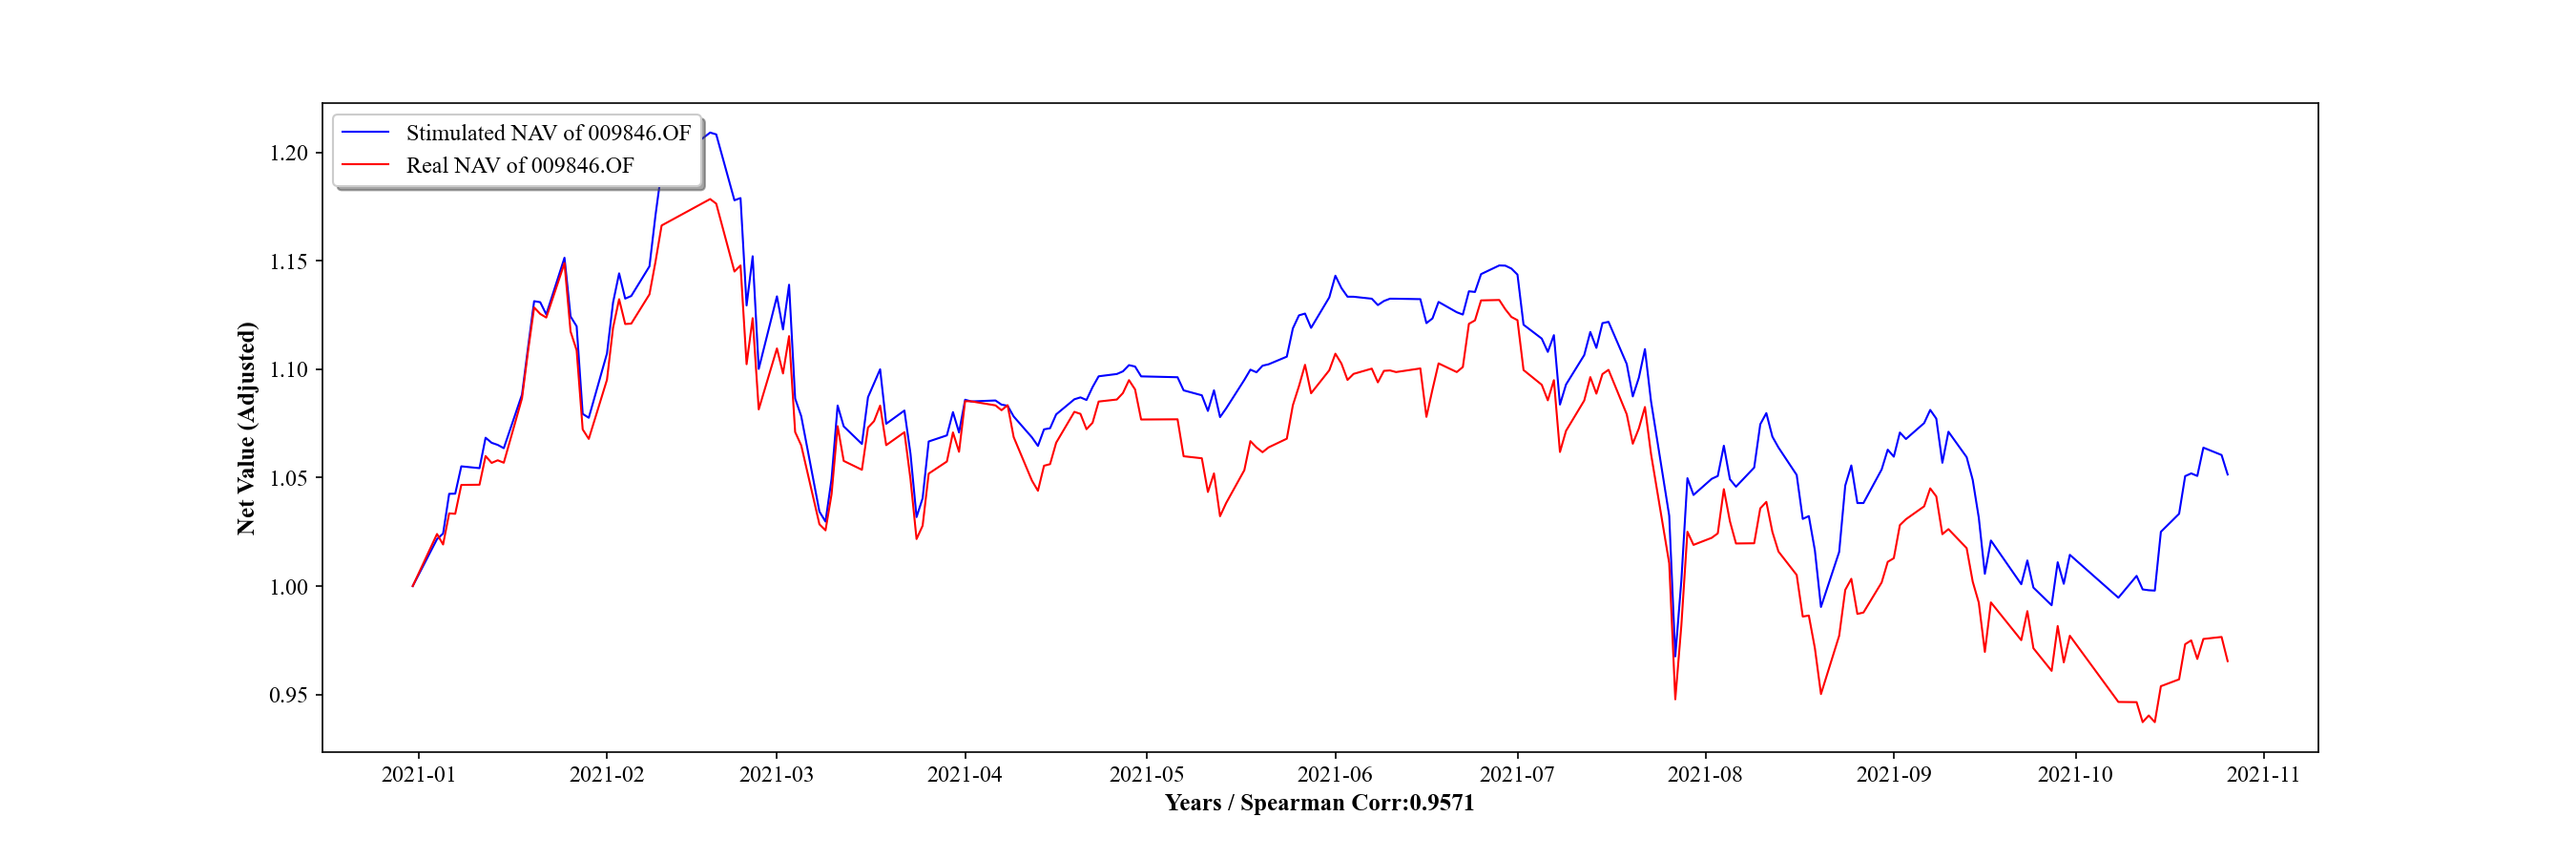 Stimulated NAV of 009846.OF
Real NAV of 009846.OF
Net Value (Adjusted)
1.20
1.15
1.10
1.05
1.00
0.95
2021-01 2021-02 2021-03 2021-04 2021-05 2021-06 2021-07 2021-08 2021-09 2021-10 2021-11
Years / Spearman Corr:0.9571